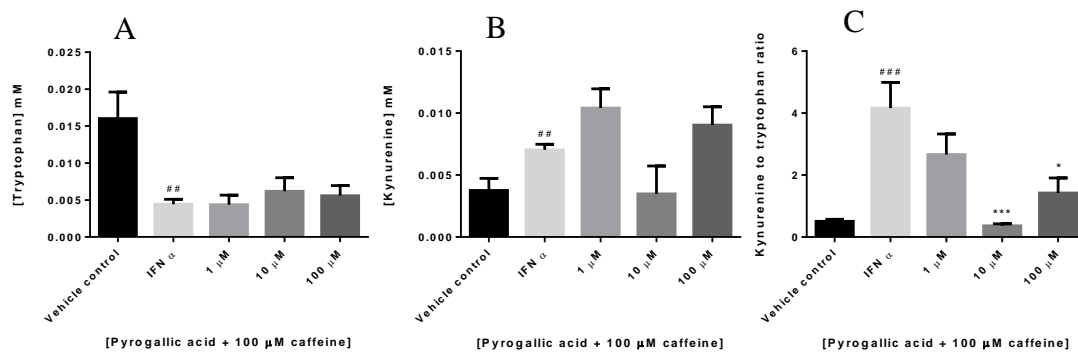 A
[Tryptophan] mM
0.025
0.020
0.015
0.010
0.005
0.000
##
Vehicle control
IFN α
1 μM
10 μM
100 μM
[Pyrogallic acid + 100 μM caffeine]
B
[Kynurenine] mM
0.015
0.010
0.005
0.000
##
Vehicle control
IFN α
1 μM
10 μM
100 μM
[Pyrogallic acid + 100 μM caffeine]
C
Kynurenine to tryptophan ratio
6
4
2
0
###
***
*
Vehicle control
IFN α
1 μM
10 μM
100 μM
[Pyrogallic acid + 100 μM caffeine]